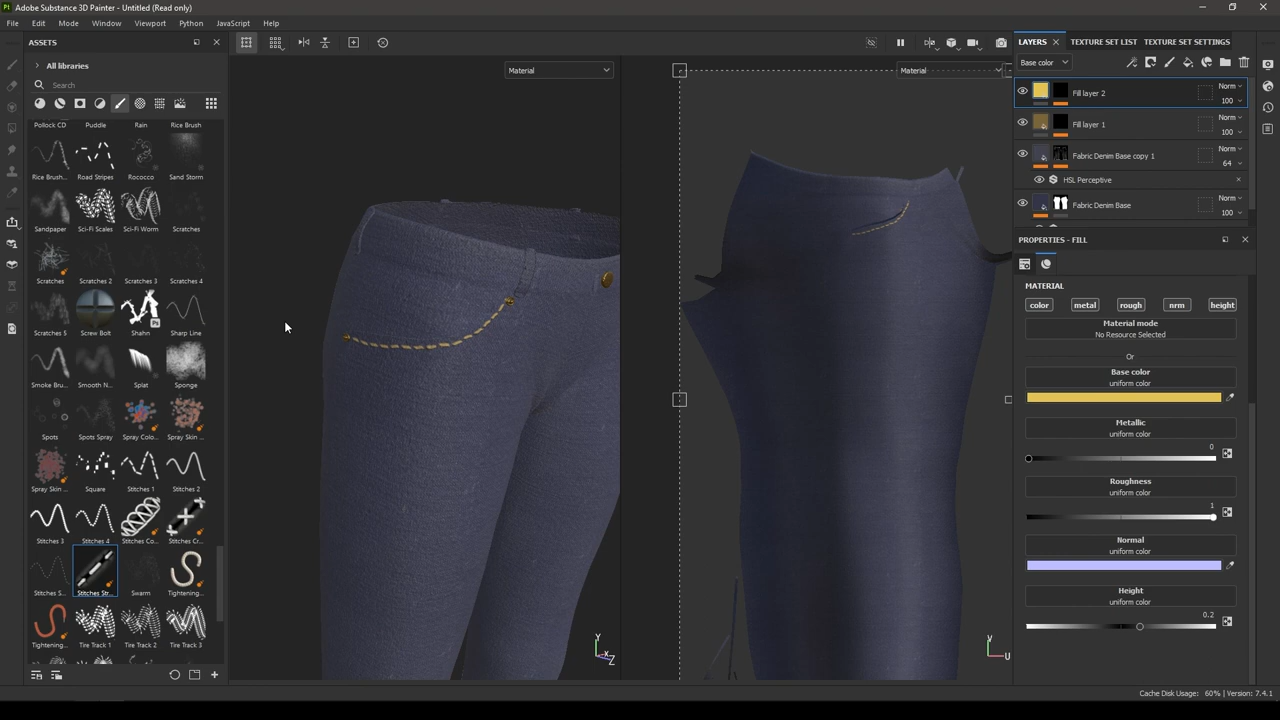 Pt Adobe Substance 3D Painter - Untitled (Read only)
File Edit Mode Window Viewport Python JavaScript Help
ASSETS
All libraries
Search
Pollock CD Puddle Rain Rice Brush
Rice Brush... Road Stripes Rococco Sand Storm
Sandpaper Sci-Fi Scales Sci-Fi Worm Scratches
Scratches Scratches 2 Scratches 3 Scratches 4
Scratches 5 Screw Bolt Shahn Sharp Line
Smoke Bru... Smooth N... Splat Sponge
Spots Spots Spray Spray Colo... Spray Skin ...
Spray Skin ... Square Stitches 1 Stitches 2
Stitches 3 Stitches 4 Stitches Co... Stitches Cr...
Stitches S... Stitches Str... Swarm Tightening...
Tightening... Tire Track 1 Tire Track 2 Tire Track 3
Material
Y
X
Z
Material
V
U
LAYERS TEXTURE SET LIST TEXTURE SET SETTINGS
Base color
Fill layer 2
Norm
100
Fill layer 1
Norm
100
Fabric Denim Base copy 1
Norm
64
HSL Perceptive
Fabric Denim Base
Norm
100
PROPERTIES - FILL
MATERIAL
color metal rough nrm height
Material mode
No Resource Selected
Or
Base color
uniform color
Metallic
uniform color
0
Roughness
uniform color
1
Normal
uniform color
Height
uniform color
0.2
Cache Disk Usage: 60% | Version: 7.4.1